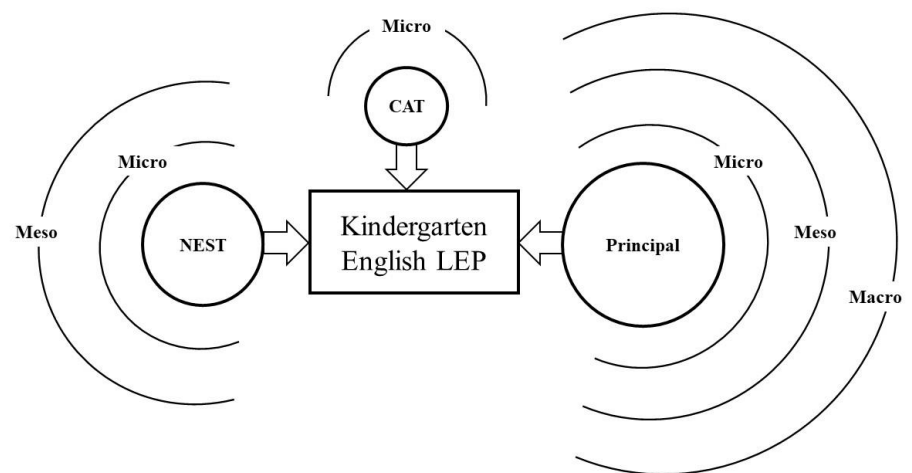 Micro
CAT
Micro
Meso
NEST
Kindergarten
English LEP
Principal
Micro
Meso
Macro